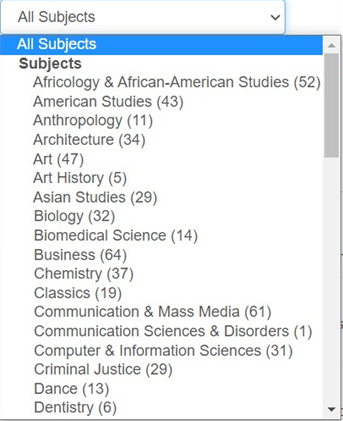 All Subjects
All Subjects
Subjects
Africology & African-American Studies (52)
American Studies (43)
Anthropology (11)
Architecture (34)
Art (47)
Art History (5)
Asian Studies (29)
Biology (32)
Biomedical Science (14)
Business (64)
Chemistry (37)
Classics (19)
Communication & Mass Media (61)
Communication Sciences & Disorders (1)
Computer & Information Sciences (31)
Criminal Justice (29)
Dance (13)
Dentistry (6)